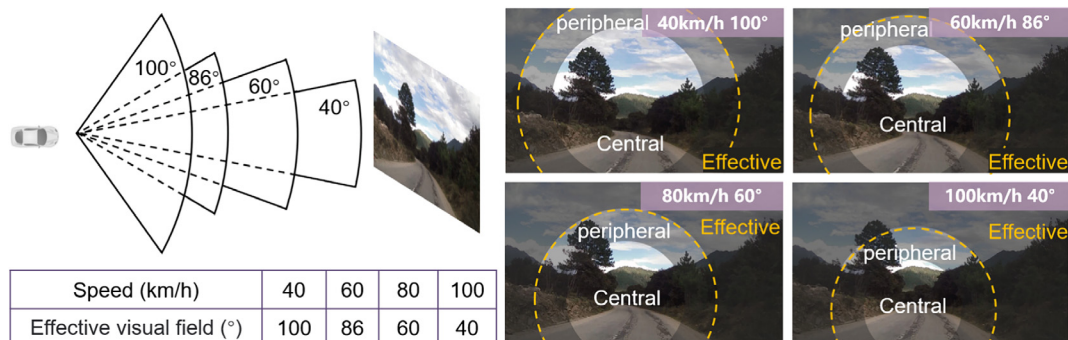 100°
86°
60°
40°
Speed (km/h) 40 60 80 100
Effective visual field (°) 100 86 60 40
40km/h 100°
peripheral
Central
Effective
60km/h 86°
peripheral
Central
Effective
80km/h 60°
Effective
peripheral
Central
100km/h 40°
Effective
peripheral
Central